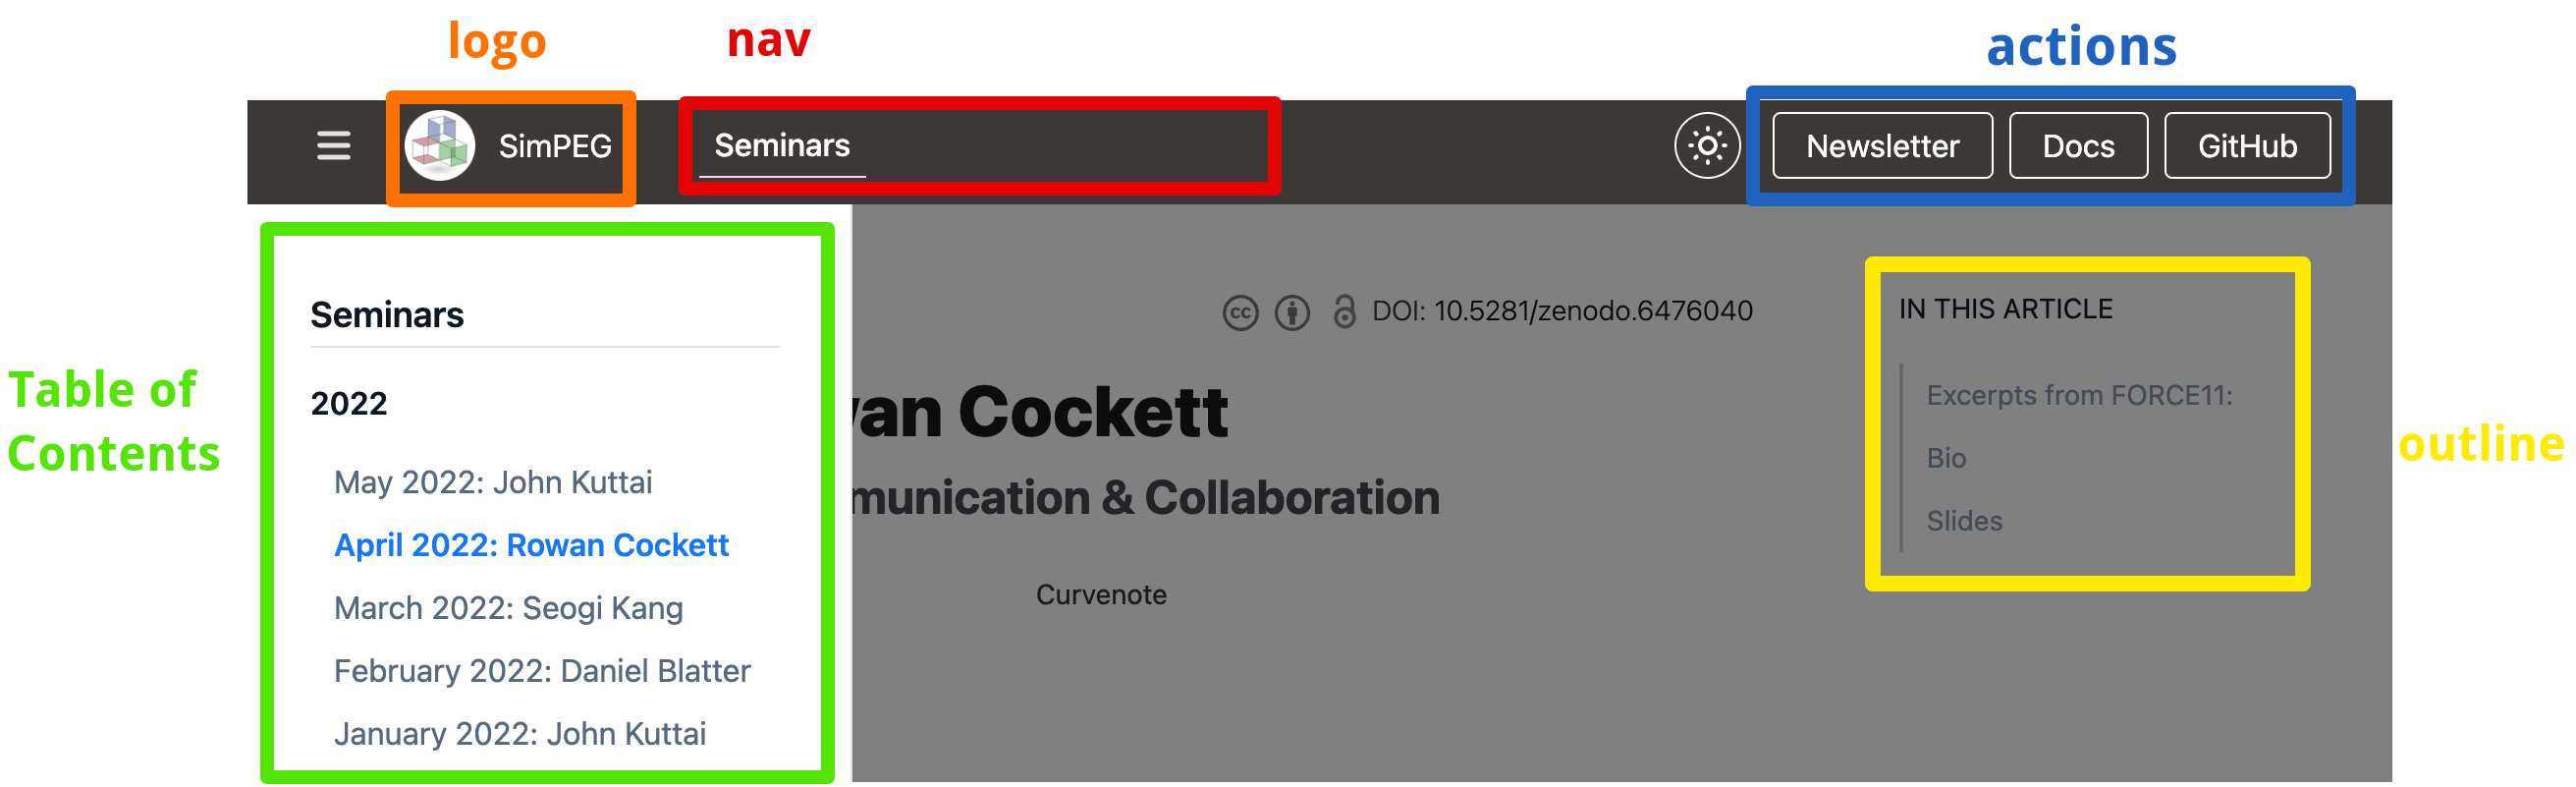 logo
nav
actions
SimPEG
Seminars
Newsletter
Docs
GitHub
Table of
Contents
Seminars
2022
May 2022: John Kuttai
April 2022: Rowan Cockett
March 2022: Seogi Kang
February 2022: Daniel Blatter
January 2022: John Kuttai
cc
DOI: 10.5281/zenodo.6476040
van Cockett
munication & Collaboration
Curvenote
IN THIS ARTICLE
Excerpts from FORCE11:
Bio
Slides
outline